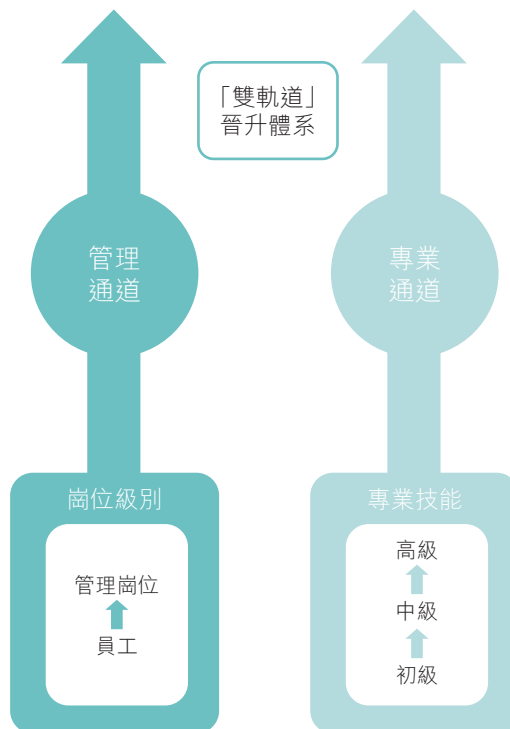 「雙軌道」
晉升體系
管理
通道
專業
通道
崗位級別
管理崗位
員工
專業技能
高級
中級
初級